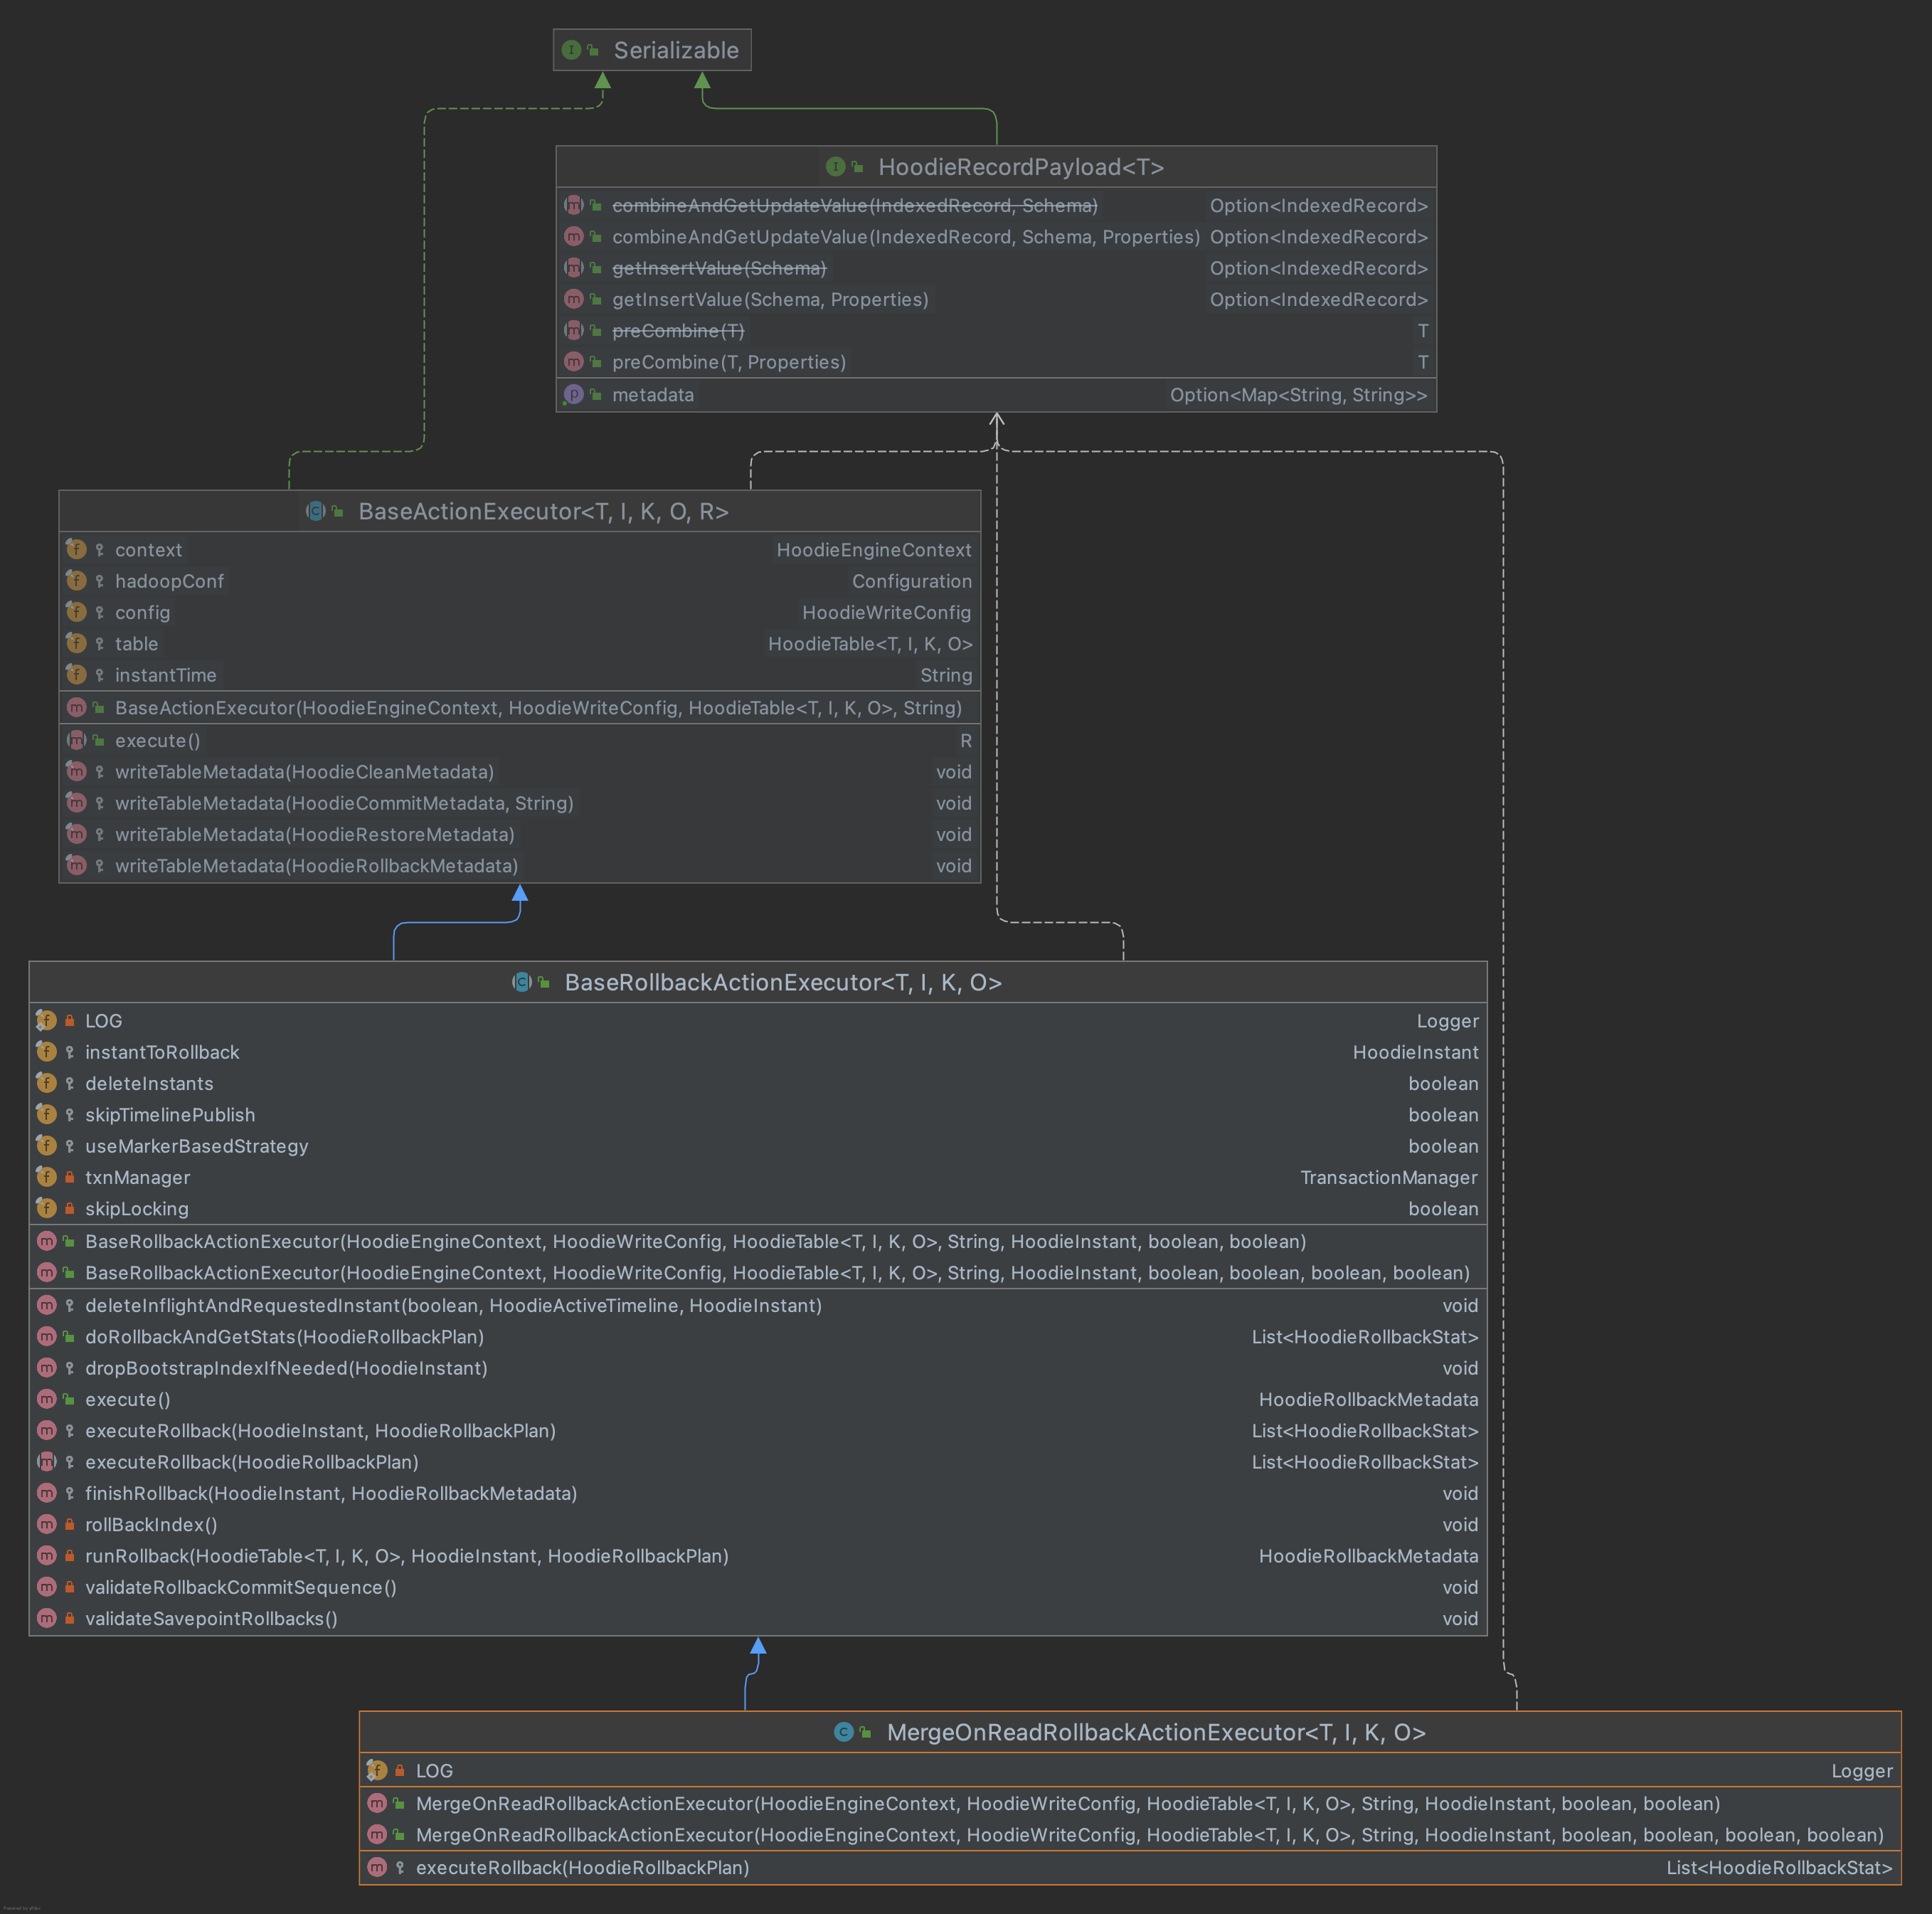 Serializable
HoodieRecordPayload<T>
combineAndGetUpdateValue(IndexedRecord, Schema) Option<IndexedRecord>
combineAndGetUpdateValue(IndexedRecord, Schema, Properties) Option<IndexedRecord>
getInsertValue(Schema) Option<IndexedRecord>
getInsertValue(Schema, Properties) Option<IndexedRecord>
preCombine(T) T
preCombine(T, Properties) T
metadata Option<Map<String, String>>
BaseActionExecutor<T, I, K, O, R>
context HoodieEngineContext
hadoopConf Configuration
config HoodieWriteConfig
table HoodieTable<T, I, K, O>
instantTime String
BaseActionExecutor(HoodieEngineContext, HoodieWriteConfig, HoodieTable<T, I, K, O>, String)
execute() R
writeTableMetadata(HoodieCleanMetadata) void
writeTableMetadata(HoodieCommitMetadata, String) void
writeTableMetadata(HoodieRestoreMetadata) void
writeTableMetadata(HoodieRollbackMetadata) void
BaseRollbackActionExecutor<T, I, K, O>
LOG Logger
instantToRollback HoodieInstant
deleteInstants boolean
skipTimelinePublish boolean
useMarkerBasedStrategy boolean
txnManager TransactionManager
skipLocking boolean
BaseRollbackActionExecutor(HoodieEngineContext, HoodieWriteConfig, HoodieTable<T, I, K, O>, String, HoodieInstant, boolean, boolean)
BaseRollbackActionExecutor(HoodieEngineContext, HoodieWriteConfig, HoodieTable<T, I, K, O>, String, HoodieInstant, boolean, boolean, boolean, boolean)
deleteInflightAndRequestedInstant(boolean, HoodieActiveTimeline, HoodieInstant) void
doRollbackAndGetStats(HoodieRollbackPlan) List<HoodieRollbackStat>
dropBootstrapIndexIfNeeded(HoodieInstant) void
execute() HoodieRollbackMetadata
executeRollback(HoodieInstant, HoodieRollbackPlan) List<HoodieRollbackStat>
executeRollback(HoodieRollbackPlan) List<HoodieRollbackStat>
finishRollback(HoodieInstant, HoodieRollbackMetadata) void
rollBackIndex() void
runRollback(HoodieTable<T, I, K, O>, HoodieInstant, HoodieRollbackPlan) HoodieRollbackMetadata
validateRollbackCommitSequence() void
validateSavepointRollbacks() void
MergeOnReadRollbackActionExecutor<T, I, K, O>
LOG Logger
MergeOnReadRollbackActionExecutor(HoodieEngineContext, HoodieWriteConfig, HoodieTable<T, I, K, O>, String, HoodieInstant, boolean, boolean)
MergeOnReadRollbackActionExecutor(HoodieEngineContext, HoodieWriteConfig, HoodieTable<T, I, K, O>, String, HoodieInstant, boolean, boolean, boolean, boolean)
executeRollback(HoodieRollbackPlan) List<HoodieRollbackStat>